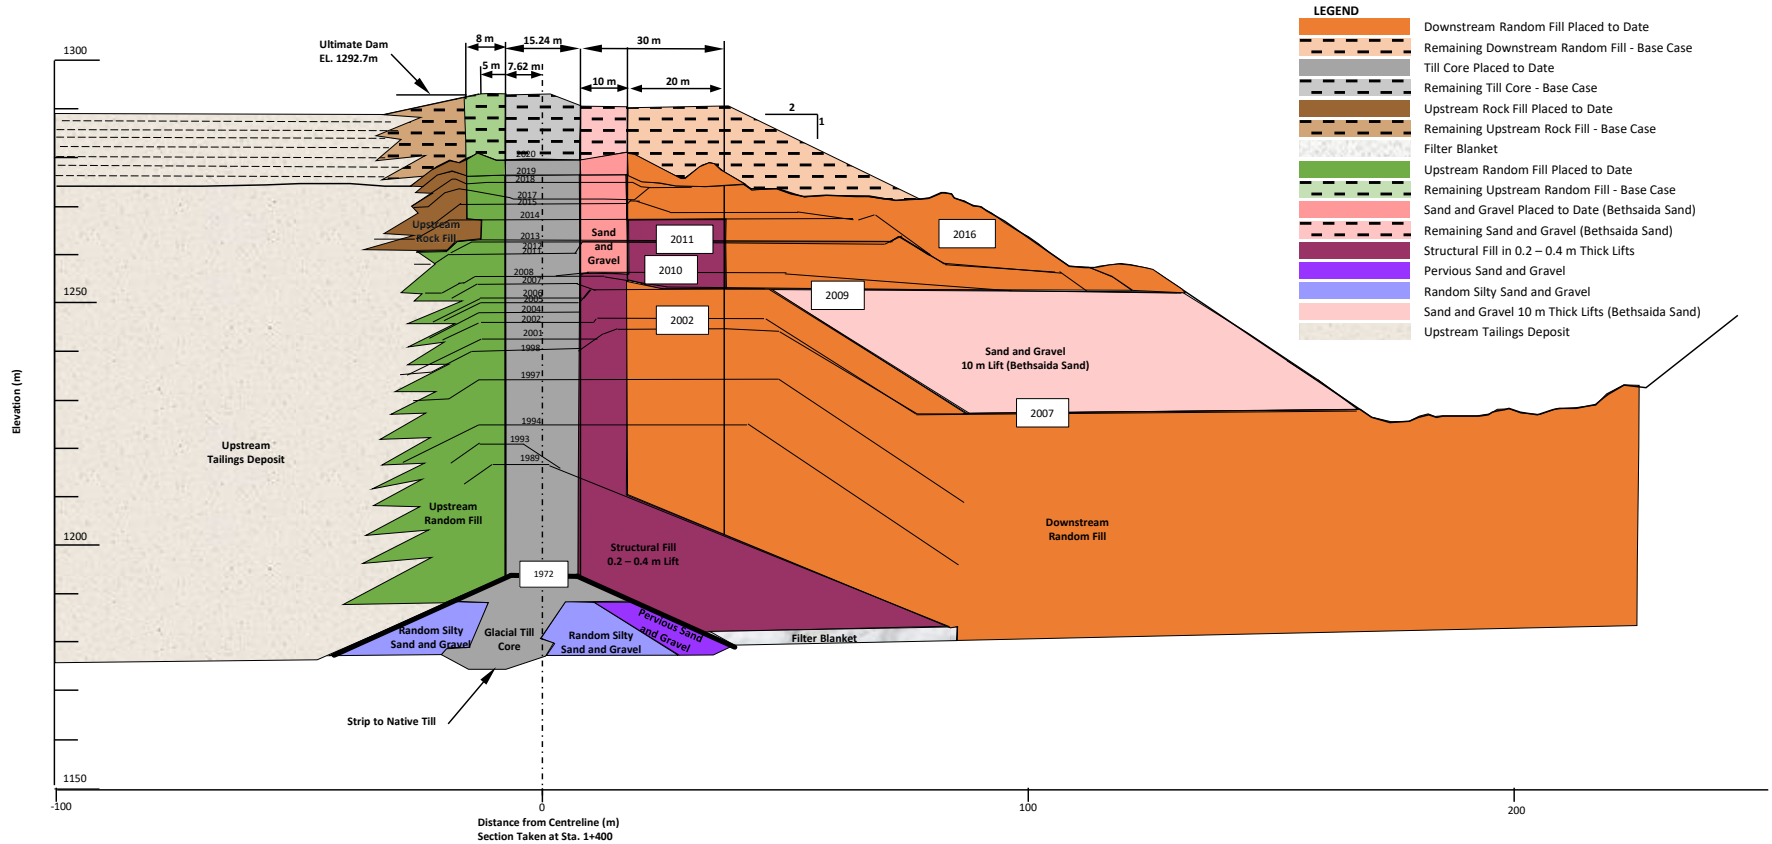 LEGEND
Downstream Random Fill Placed to Date
Remaining Downstream Random Fill - Base Case
Till Core Placed to Date
Remaining Till Core - Base Case
Upstream Rock Fill Placed to Date
Remaining Upstream Rock Fill - Base Case
Filter Blanket
Upstream Random Fill Placed to Date
Remaining Upstream Random Fill - Base Case
Sand and Gravel Placed to Date (Bethsaida Sand)
Remaining Sand and Gravel (Bethsaida Sand)
Structural Fill in 0.2 – 0.4 m Thick Lifts
Pervious Sand and Gravel
Random Silty Sand and Gravel
Sand and Gravel 10 m Thick Lifts (Bethsaida Sand)
Upstream Tailings Deposit
8 m
15.24 m
30 m
5 m
7.62 m
10 m
20 m
Ultimate Dam
EL. 1292.7m
2
1
1300
1250
1200
1150
Elevation (m)
2020
2019
2018
2017
2015
2014
2013
2012
2011
2008
2007
2006
2005
2004
2002
2001
1998
1997
1994
1993
1989
1972
Upstream
Rock Fill
Sand
and
Gravel
2011
2010
2002
2016
2009
2007
Sand and Gravel
10 m Lift (Bethsaida Sand)
Upstream
Tailings Deposit
Upstream
Random Fill
Structural Fill
0.2 – 0.4 m Lift
Downstream
Random Fill
Random Silty
Sand and Gravel
Glacial Till
Core
Random Silty
Sand and Gravel
Pervious Sand
and Gravel
Filter Blanket
Strip to Native Till
-100
0
100
200
Distance from Centreline (m)
Section Taken at Sta. 1+400